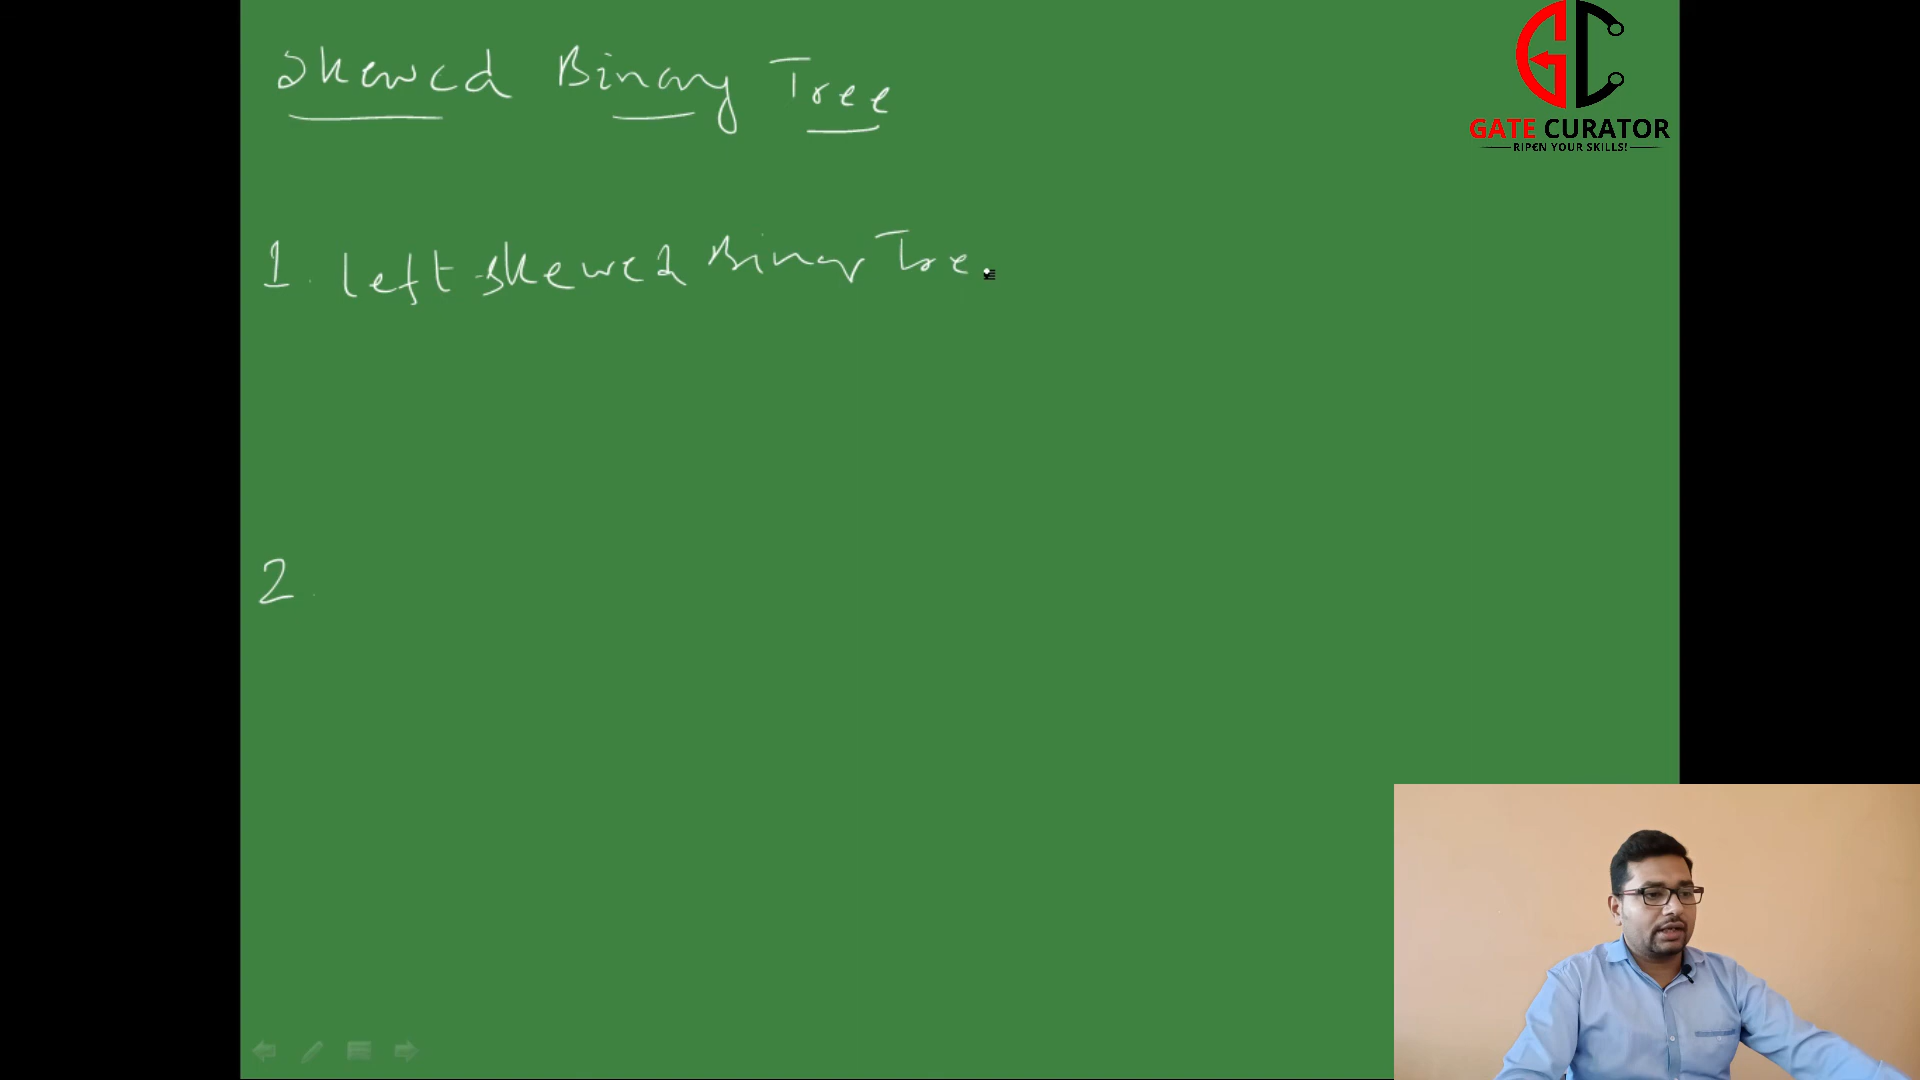 Skewed Binary Tree
GATE CURATOR
RIPEN YOUR SKILLS!
1. Left-skewed Binary Tree
2.